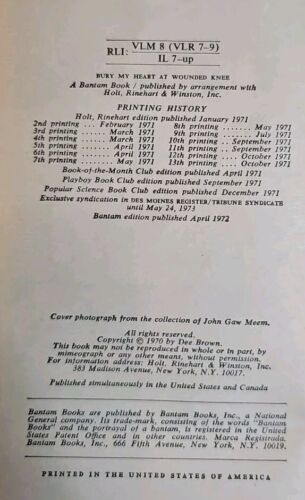 RLI: VLM 8 (VLR 7–9)
IL 7–up
BURY MY HEART AT WOUNDED KNEE
A Bantam Book / published by arrangement with
Holt, Rinehart & Winston, Inc.
PRINTING HISTORY
Holt, Rinehart edition published January 1971
2nd printing ... February 1971 8th printing ...... May 1971
3rd printing ..... March 1971 9th printing ...... July 1971
4th printing ..... March 1971 10th printing . September 1971
5th printing ...... April 1971 11th printing . September 1971
6th printing ...... April 1971 12th printing ... October 1971
7th printing ....... May 1971 13th printing ... October 1971
Book-of-the-Month Club edition published April 1971
Playboy Book Club edition published September 1971
Popular Science Book Club edition published December 1971
Exclusive syndication in DES MOINES REGISTER/TRIBUNE SYNDICATE
until May 24, 1973
Bantam edition published April 1972
Cover photograph from the collection of John Gaw Meem.
All rights reserved.
Copyright © 1970 by Dee Brown.
This book may not be reproduced in whole or in part, by
mimeograph or any other means, without permission.
For information address: Holt, Rinehart & Winston, Inc.
383 Madison Avenue, New York, N.Y. 10017.
Published simultaneously in the United States and Canada
Bantam Books are published by Bantam Books, Inc., a National
General company. Its trade-mark, consisting of the words "Bantam
Books" and the portrayal of a bantam, is registered in the United
States Patent Office and in other countries. Marca Registrada.
Bantam Books, Inc., 666 Fifth Avenue, New York, N.Y. 10019.
PRINTED IN THE UNITED STATES OF AMERICA